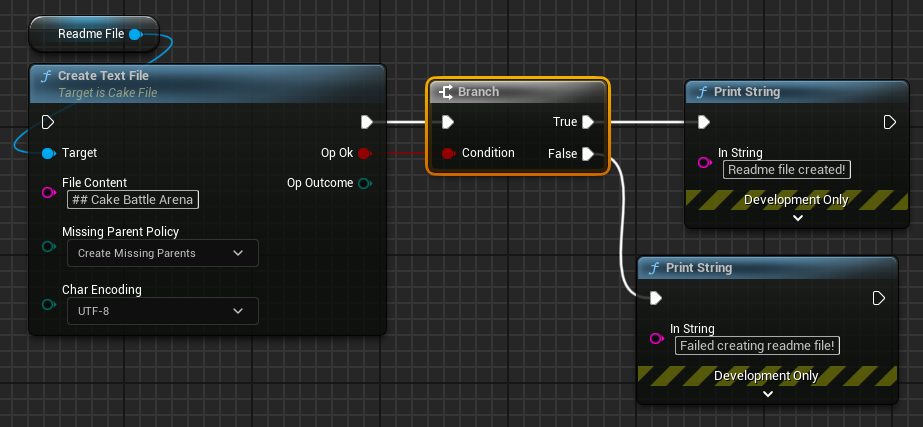 Readme File
Create Text File
Target is Cake File
Target
Op Ok
File Content
## Cake Battle Arena
Op Outcome
Missing Parent Policy
Create Missing Parents
Char Encoding
UTF-8
Branch
True
Condition
False
Print String
In String
Readme file created!
Development Only
Print String
In String
Failed creating readme file!
Development Only